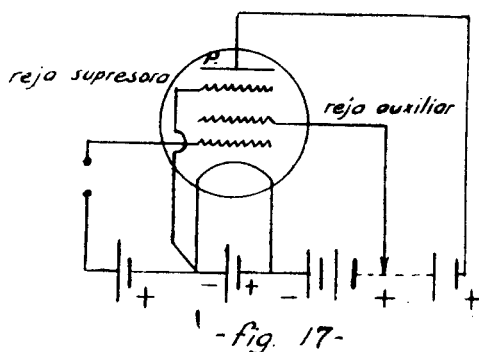 P.
reja supresora
reja auxiliar
+ - + - + +
- fig. 17 -